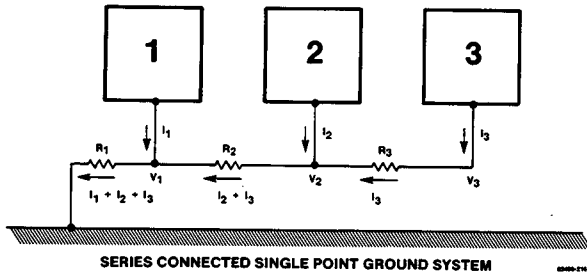 1 2 3
I₁ I₂ I₃
R₁ R₂ R₃
V₁ V₂ V₃
I₁ + I₂ + I₃ I₂ + I₃ I₃
SERIES CONNECTED SINGLE POINT GROUND SYSTEM